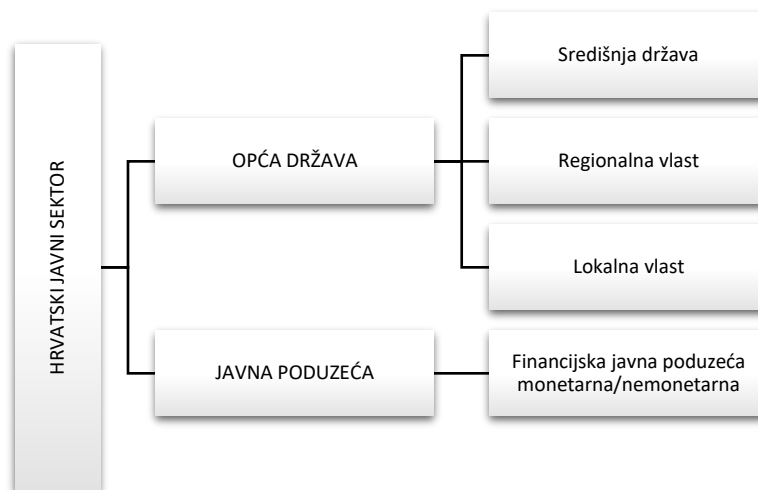 HRVATSKI JAVNI SEKTOR
OPĆA DRŽAVA
Središnja država
Regionalna vlast
Lokalna vlast
JAVNA PODUZEĆA
Financijska javna poduzeća
monetarna/nemonetarna